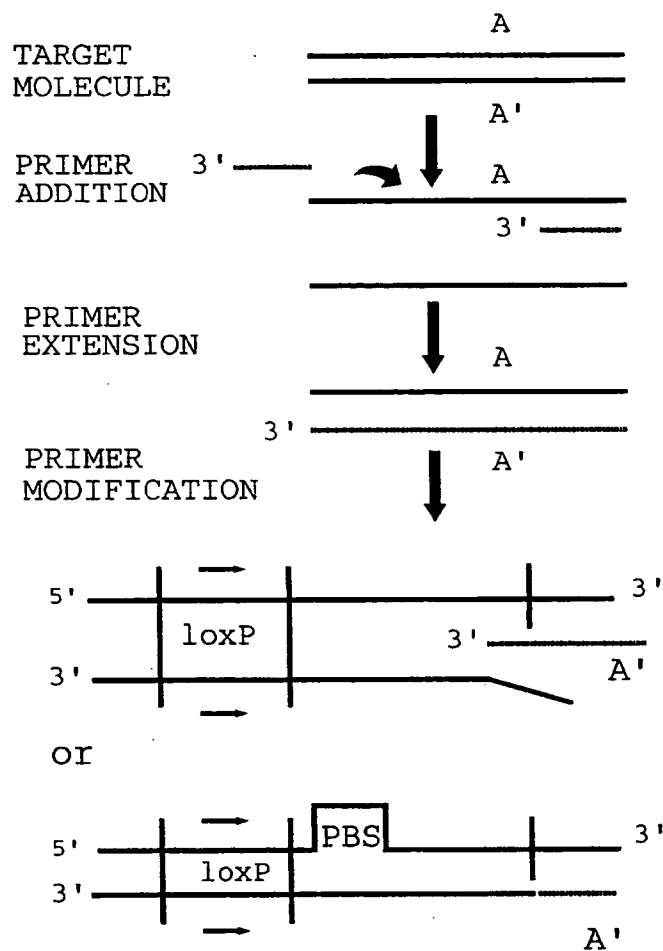 A
TARGET
MOLECULE
A'
PRIMER
ADDITION
3'
A
3'
PRIMER
EXTENSION
A
3'
A'
PRIMER
MODIFICATION
5'
3'
loxP
3'
A'
3'
or
PBS
5'
3'
loxP
3'
A'